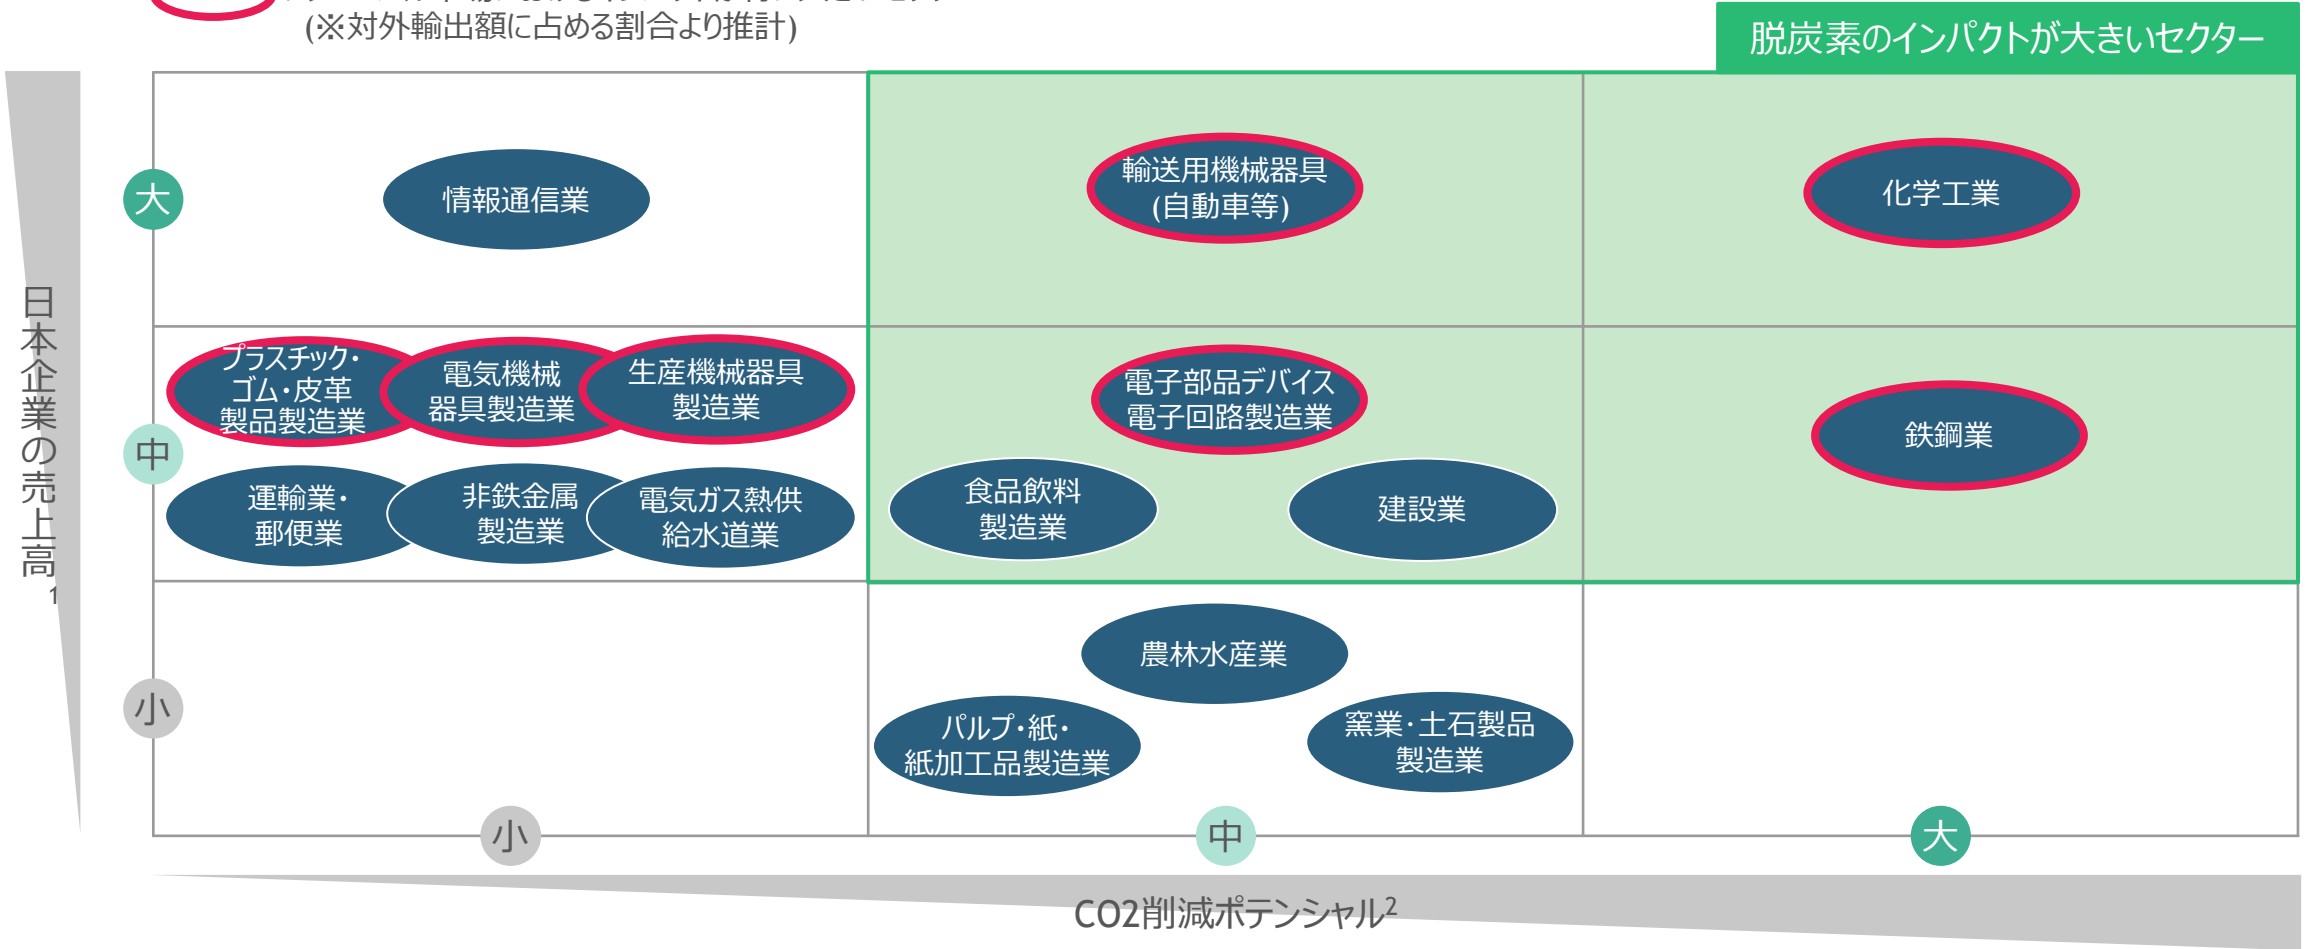 (※対外輸出額に占める割合より推計)
脱炭素のインパクトが大きいセクター
日本企業の売上高1
大
情報通信業
輸送用機械器具
(自動車等)
化学工業
中
プラスチック・
ゴム・皮革
製品製造業
電気機械
器具製造業
生産機械器具
製造業
電子部品デバイス
電子回路製造業
鉄鋼業
運輸業・
郵便業
非鉄金属
製造業
電気ガス熱供
給水道業
食品飲料
製造業
建設業
小
農林水産業
パルプ・紙・
紙加工品製造業
窯業・土石製品
製造業
小
中
大
CO2削減ポテンシャル2